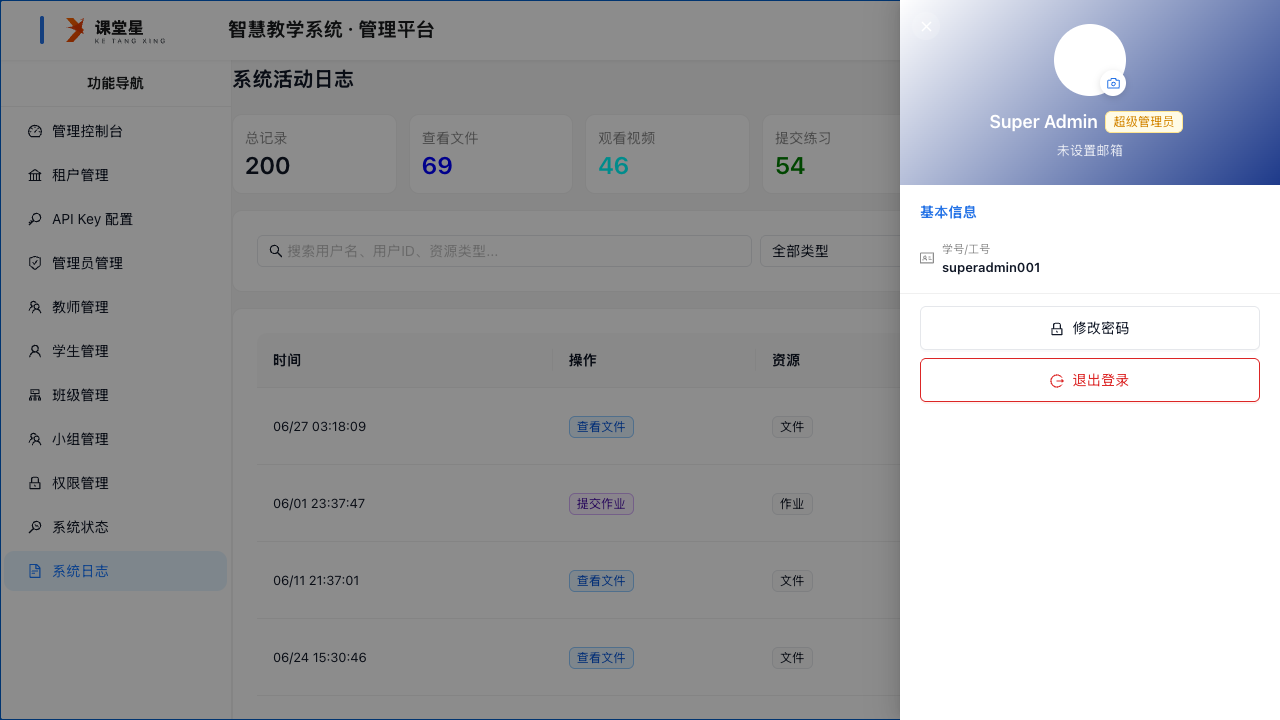 课堂星
KE TANG XING
智慧教学系统 · 管理平台
功能导航
管理控制台
租户管理
API Key 配置
管理员管理
教师管理
学生管理
班级管理
小组管理
权限管理
系统状态
系统日志
系统活动日志
总记录
200
查看文件
69
观看视频
46
提交练习
54
搜索用户名、用户ID、资源类型...
全部类型
时间 操作 资源
06/27 03:18:09 查看文件 文件
06/01 23:37:47 提交作业 作业
06/11 21:37:01 查看文件 文件
06/24 15:30:46 查看文件 文件
Super Admin 超级管理员
未设置邮箱
基本信息
学号/工号
superadmin001
修改密码
退出登录